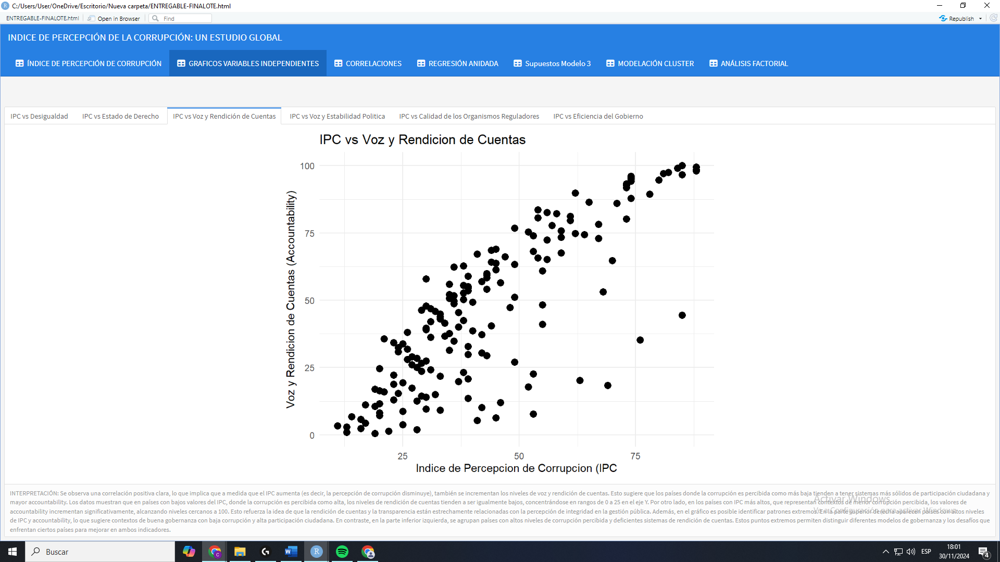 C:/Users/User/OneDrive/Escritorio/Nueva carpeta/ENTREGABLE-FINALOTE.html
ENTREGABLE-FINALOTE.html Open in Browser Find Republish
INDICE DE PERCEPCIÓN DE LA CORRUPCIÓN: UN ESTUDIO GLOBAL
ÍNDICE DE PERCEPCIÓN DE CORRUPCIÓN GRAFICOS VARIABLES INDEPENDIENTES CORRELACIONES REGRESIÓN ANIDADA Supuestos Modelo 3 MODELACIÓN CLUSTER ANÁLISIS FACTORIAL
IPC vs Desigualdad IPC vs Estado de Derecho IPC vs Voz y Rendición de Cuentas IPC vs Voz y Estabilidad Politica IPC vs Calidad de los Organismos Reguladores IPC vs Eficiencia del Gobierno
IPC vs Voz y Rendicion de Cuentas
Voz y Rendicion de Cuentas (Accountability)
100
75
50
25
0
25 50 75
Indice de Percepcion de Corrupcion (IPC
INTERPRETACIÓN: Se observa una correlación positiva clara, lo que implica que a medida que el IPC aumenta (es decir, la percepción de corrupción disminuye), también se incrementan los niveles de voz y rendición de cuentas. Esto sugiere que los países donde la corrupción es percibida como más baja tienden a tener sistemas más sólidos de participación ciudadana y
mayor accountability. Los datos muestran que en países con bajos valores del IPC, donde la corrupción es percibida como alta, los niveles de rendición de cuentas tienden a ser igualmente bajos, concentrándose en rangos de 0 a 25 en el eje Y. Por otro lado, en los países con IPC más altos, que representan contextos de menor corrupción percibida, los valores de
accountability incrementan significativamente, alcanzando niveles cercanos a 100. Esto refuerza la idea de que la rendición de cuentas y la transparencia están estrechamente relacionadas con la percepción de integridad en la gestión pública. Además, en el gráfico es posible identificar patrones extremos. En la parte superior derecha aparecen países con altos niveles
de IPC y accountability, lo que sugiere contextos de buena gobernanza con baja corrupción y alta participación ciudadana. En contraste, en la parte inferior izquierda, se agrupan países con altos niveles de corrupción percibida y deficientes sistemas de rendición de cuentas. Estos puntos extremos permiten distinguir diferentes modelos de gobernanza y los desafíos que
enfrentan ciertos países para mejorar en ambos indicadores.
Activar Windows
Ve a Configuración para activar Windows.
Buscar
ESP
18:01
30/11/2024
4